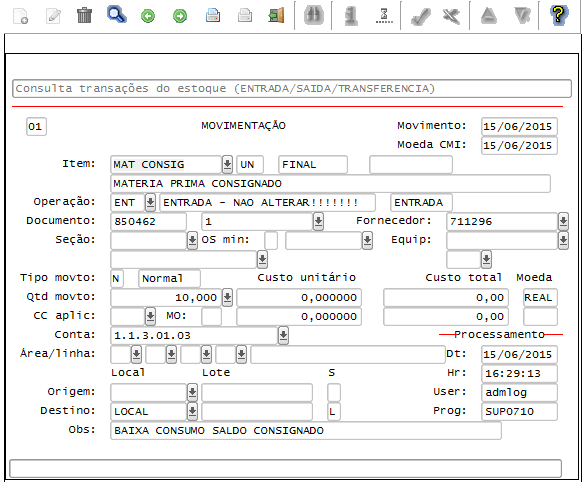 Consulta transações do estoque (ENTRADA/SAIDA/TRANSFERENCIA)
01 MOVIMENTAÇÃO Movimento: 15/06/2015
Moeda CMI: 15/06/2015
Item: MAT CONSIG UN FINAL
MATERIA PRIMA CONSIGNADO
Operação: ENT ENTRADA - NAO ALTERAR!!!!!!! ENTRADA
Documento: 850462 1 Fornecedor: 711296
Seção: OS min: Equip:
Tipo movto: N Normal Custo unitário Custo total Moeda
Qtd movto: 10,000 0,000000 0,00 REAL
CC aplic: MO: 0,000000 0,00
Conta: 1.1.3.01.03 Processamento
Área/linha: Dt: 15/06/2015
Local Lote S Hr: 16:29:13
Origem: User: admlog
Destino: LOCAL L Prog: SUP0710
Obs: BAIXA CONSUMO SALDO CONSIGNADO